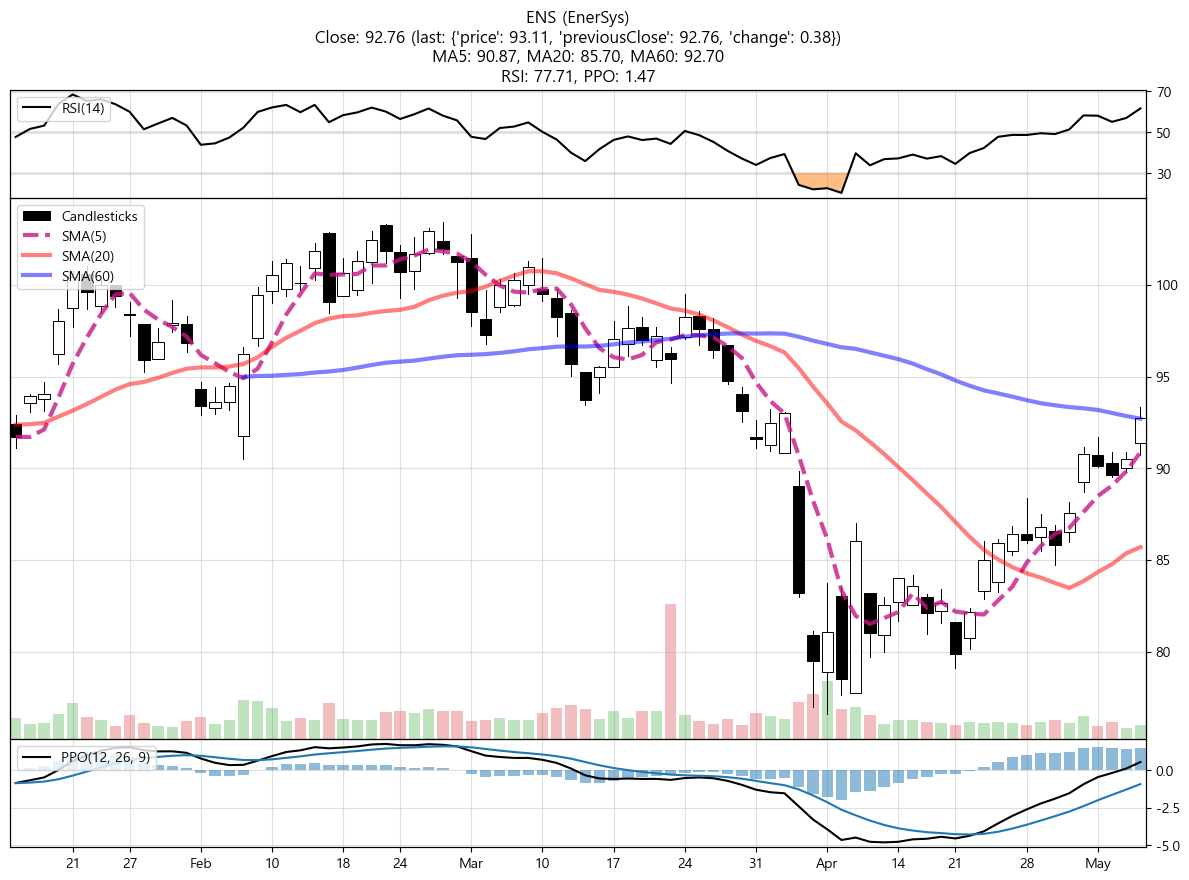 ENS (EnerSys)
Close: 92.76 (last: {'price': 93.11, 'previousClose': 92.76, 'change': 0.38})
MA5: 90.87, MA20: 85.70, MA60: 92.70
RSI: 77.71, PPO: 1.47
RSI(14)
70
50
30
Candlesticks
SMA(5)
SMA(20)
SMA(60)
100
95
90
85
80
PPO(12, 26, 9)
0.0
-2.5
-5.0
21 27 Feb 10 18 24 Mar 10 17 24 31 Apr 14 21 28 May